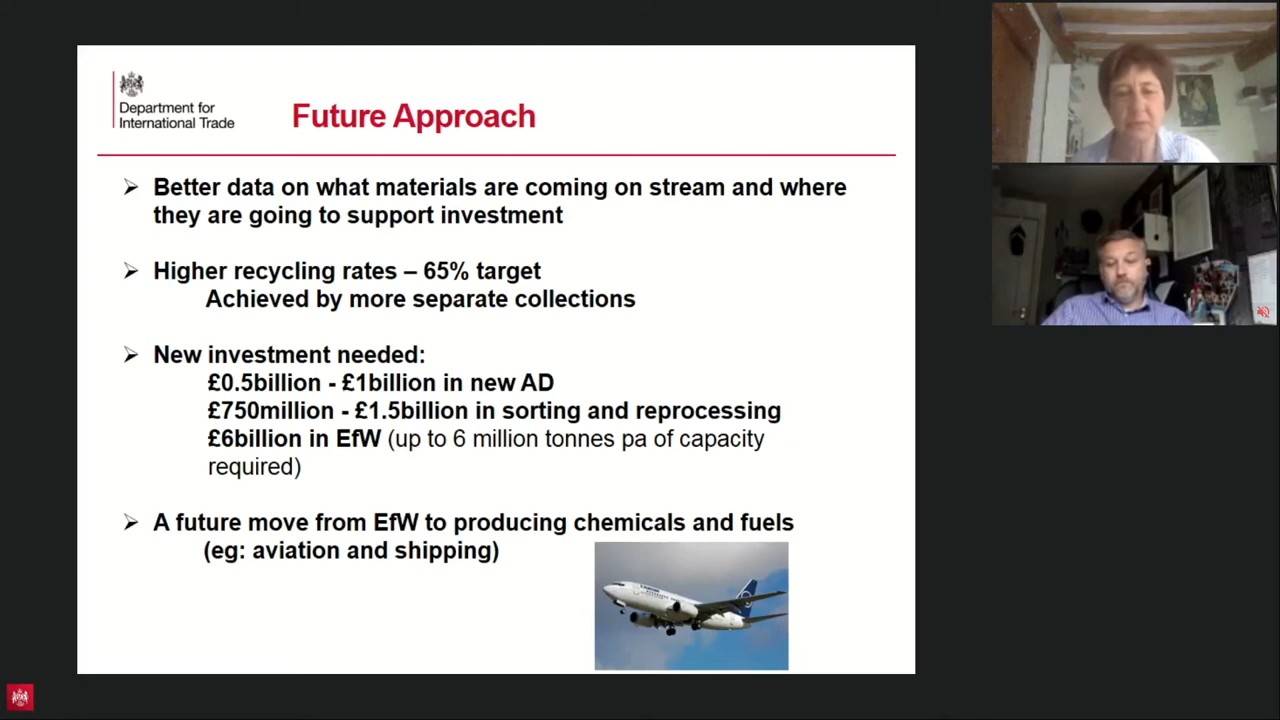 Department for
International Trade
Future Approach
➢ Better data on what materials are coming on stream and where
they are going to support investment
➢ Higher recycling rates – 65% target
Achieved by more separate collections
➢ New investment needed:
£0.5billion - £1billion in new AD
£750million - £1.5billion in sorting and reprocessing
£6billion in EfW (up to 6 million tonnes pa of capacity
required)
➢ A future move from EfW to producing chemicals and fuels
(eg: aviation and shipping)